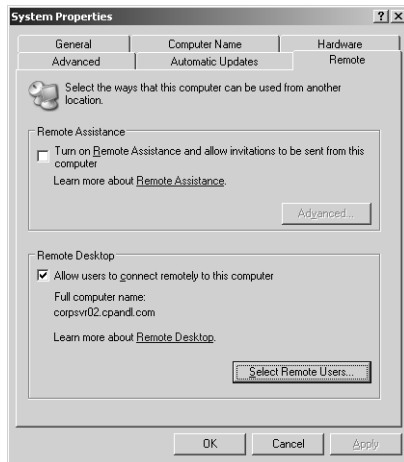 System Properties
General
Computer Name
Hardware
Advanced
Automatic Updates
Remote
Select the ways that this computer can be used from another
location.
Remote Assistance
Turn on Remote Assistance and allow invitations to be sent from this
computer
Learn more about Remote Assistance.
Advanced...
Remote Desktop
Allow users to connect remotely to this computer
Full computer name:
corpsvr02.cpandl.com
Learn more about Remote Desktop.
Select Remote Users...
OK
Cancel
Apply